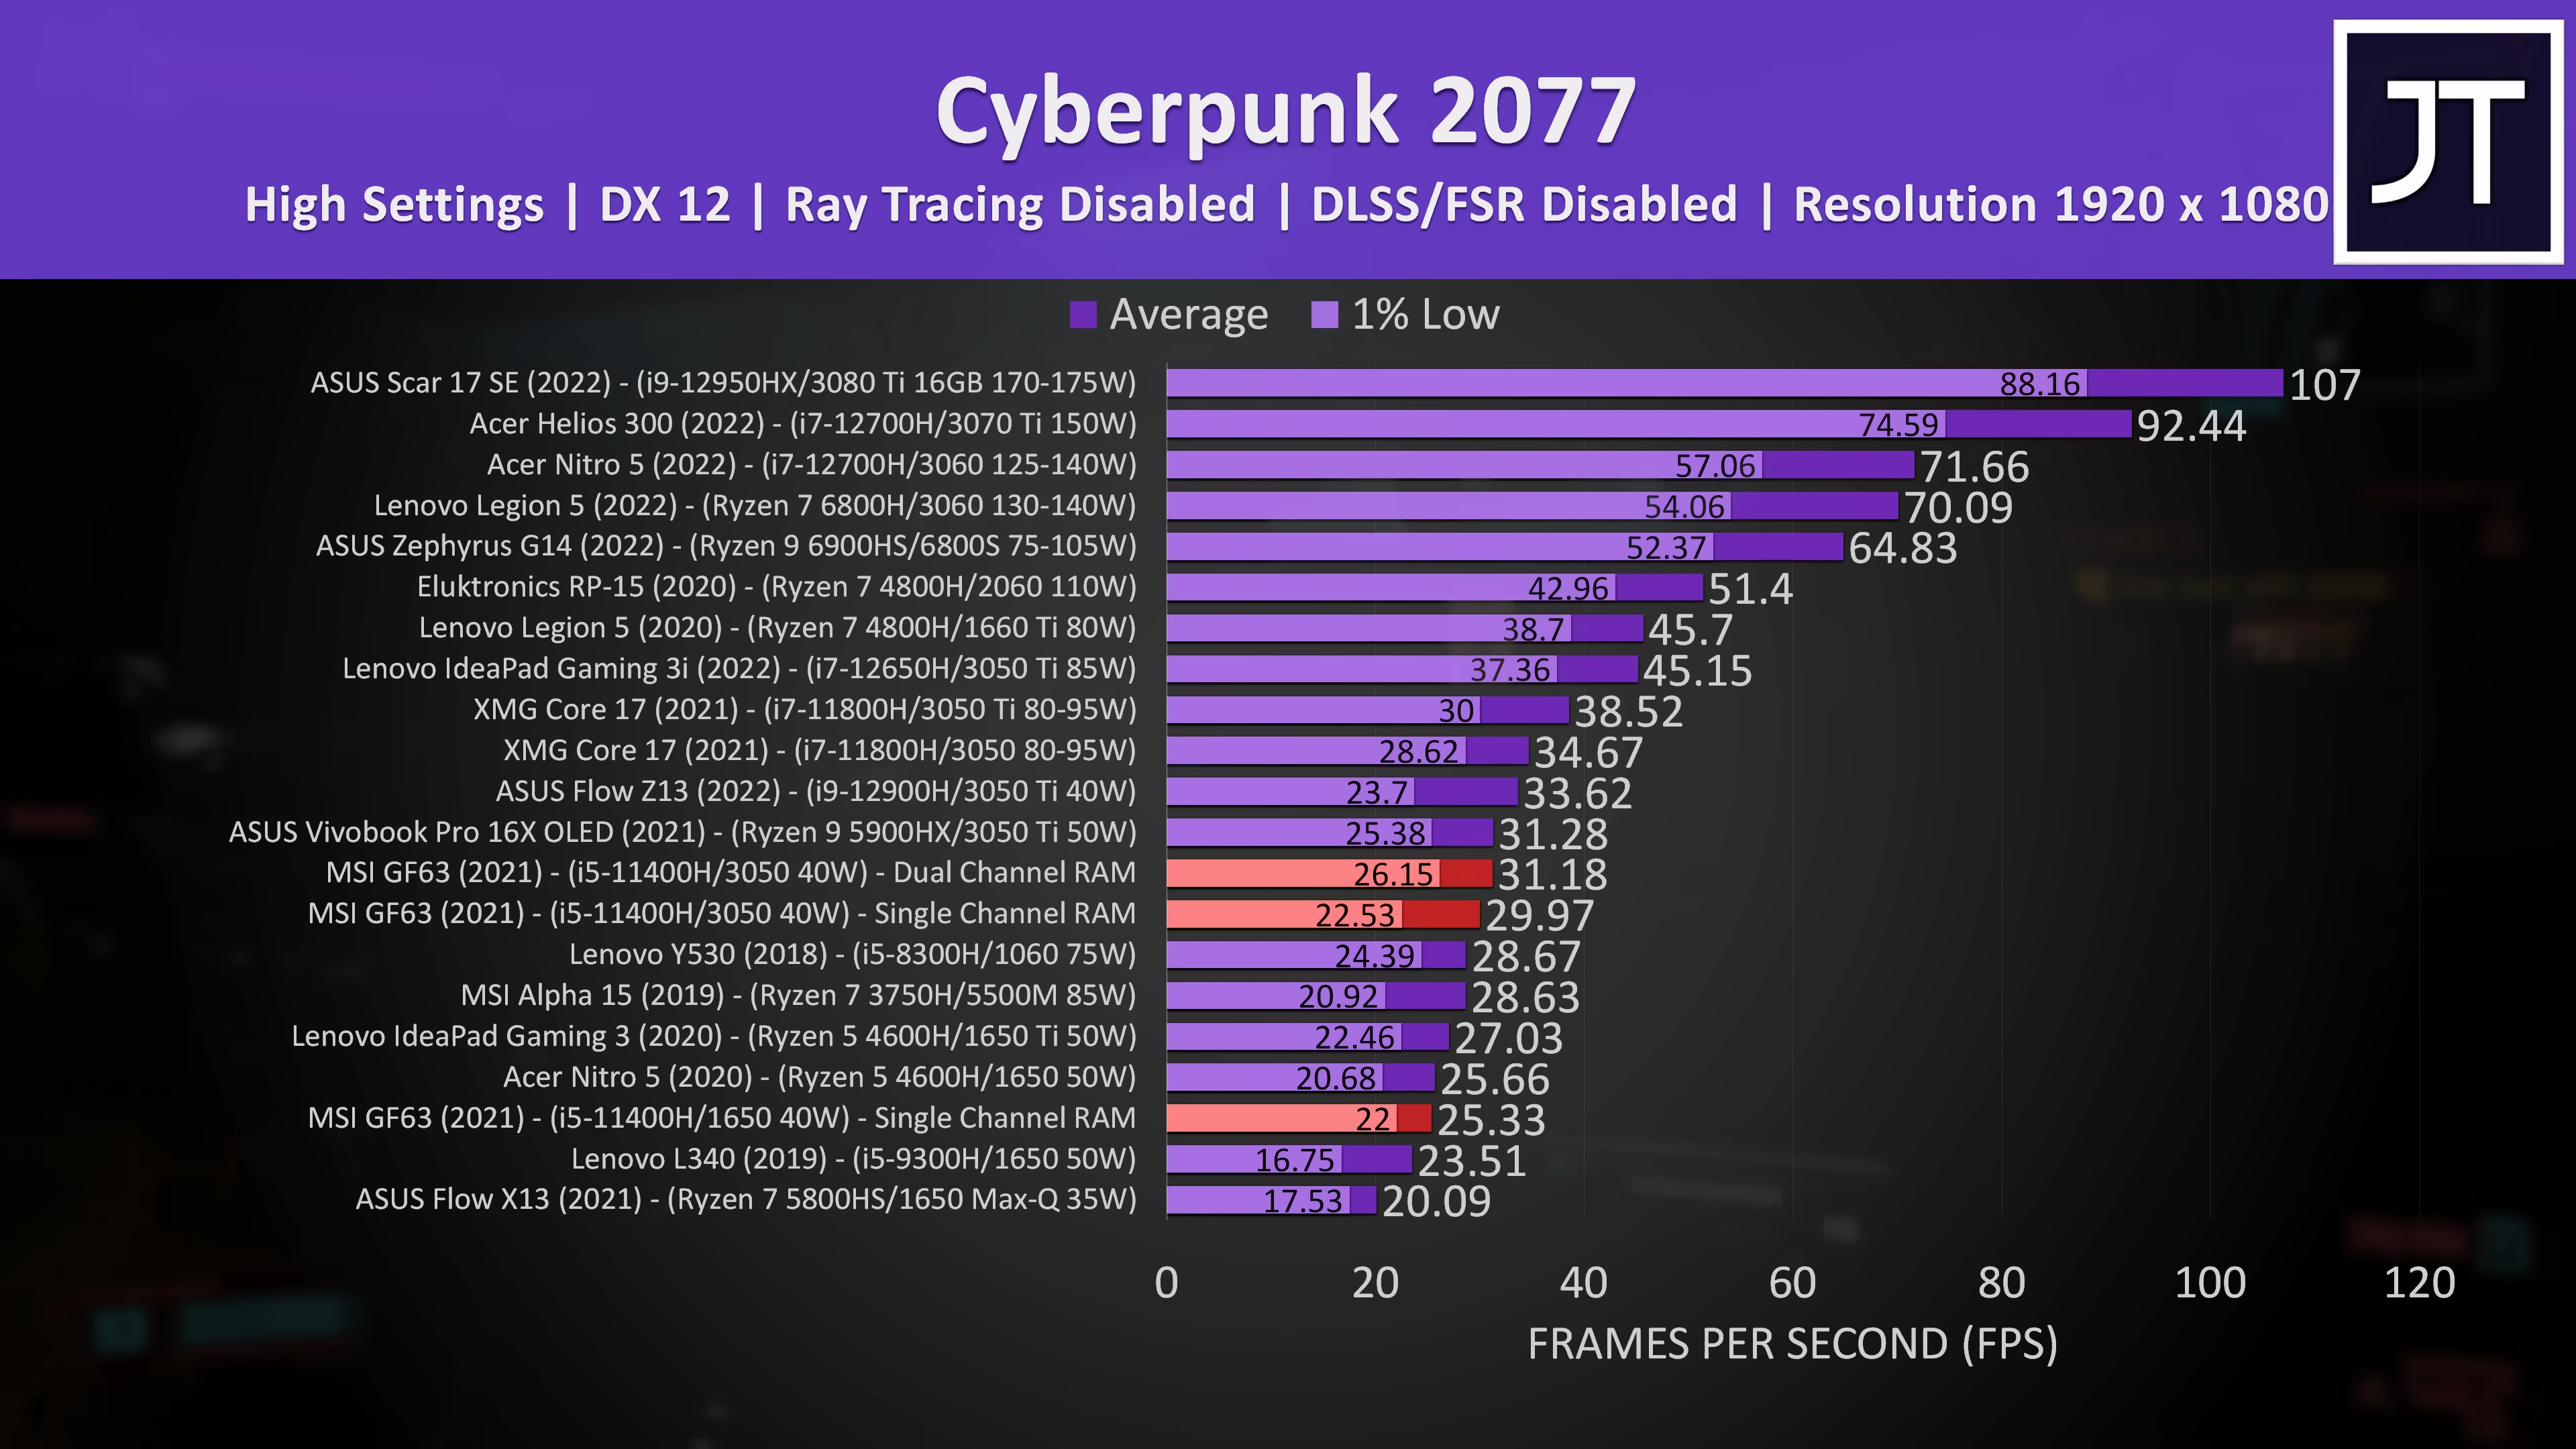 Cyberpunk 2077
JT
High Settings | DX 12 | Ray Tracing Disabled | DLSS/FSR Disabled | Resolution 1920 x 1080
Average 1% Low
ASUS Scar 17 SE (2022) - (i9-12950HX/3080 Ti 16GB 170-175W) 88.16 107
Acer Helios 300 (2022) - (i7-12700H/3070 Ti 150W) 74.59 92.44
Acer Nitro 5 (2022) - (i7-12700H/3060 125-140W) 57.06 71.66
Lenovo Legion 5 (2022) - (Ryzen 7 6800H/3060 130-140W) 54.06 70.09
ASUS Zephyrus G14 (2022) - (Ryzen 9 6900HS/6800S 75-105W) 52.37 64.83
Eluktronics RP-15 (2020) - (Ryzen 7 4800H/2060 110W) 42.96 51.4
Lenovo Legion 5 (2020) - (Ryzen 7 4800H/1660 Ti 80W) 38.7 45.7
Lenovo IdeaPad Gaming 3i (2022) - (i7-12650H/3050 Ti 85W) 37.36 45.15
XMG Core 17 (2021) - (i7-11800H/3050 Ti 80-95W) 30 38.52
XMG Core 17 (2021) - (i7-11800H/3050 80-95W) 28.62 34.67
ASUS Flow Z13 (2022) - (i9-12900H/3050 Ti 40W) 23.7 33.62
ASUS Vivobook Pro 16X OLED (2021) - (Ryzen 9 5900HX/3050 Ti 50W) 25.38 31.28
MSI GF63 (2021) - (i5-11400H/3050 40W) - Dual Channel RAM 26.15 31.18
MSI GF63 (2021) - (i5-11400H/3050 40W) - Single Channel RAM 22.53 29.97
Lenovo Y530 (2018) - (i5-8300H/1060 75W) 24.39 28.67
MSI Alpha 15 (2019) - (Ryzen 7 3750H/5500M 85W) 20.92 28.63
Lenovo IdeaPad Gaming 3 (2020) - (Ryzen 5 4600H/1650 Ti 50W) 22.46 27.03
Acer Nitro 5 (2020) - (Ryzen 5 4600H/1650 50W) 20.68 25.66
MSI GF63 (2021) - (i5-11400H/1650 40W) - Single Channel RAM 22 25.33
Lenovo L340 (2019) - (i5-9300H/1650 50W) 16.75 23.51
ASUS Flow X13 (2021) - (Ryzen 7 5800HS/1650 Max-Q 35W) 17.53 20.09
0 20 40 60 80 100 120
FRAMES PER SECOND (FPS)